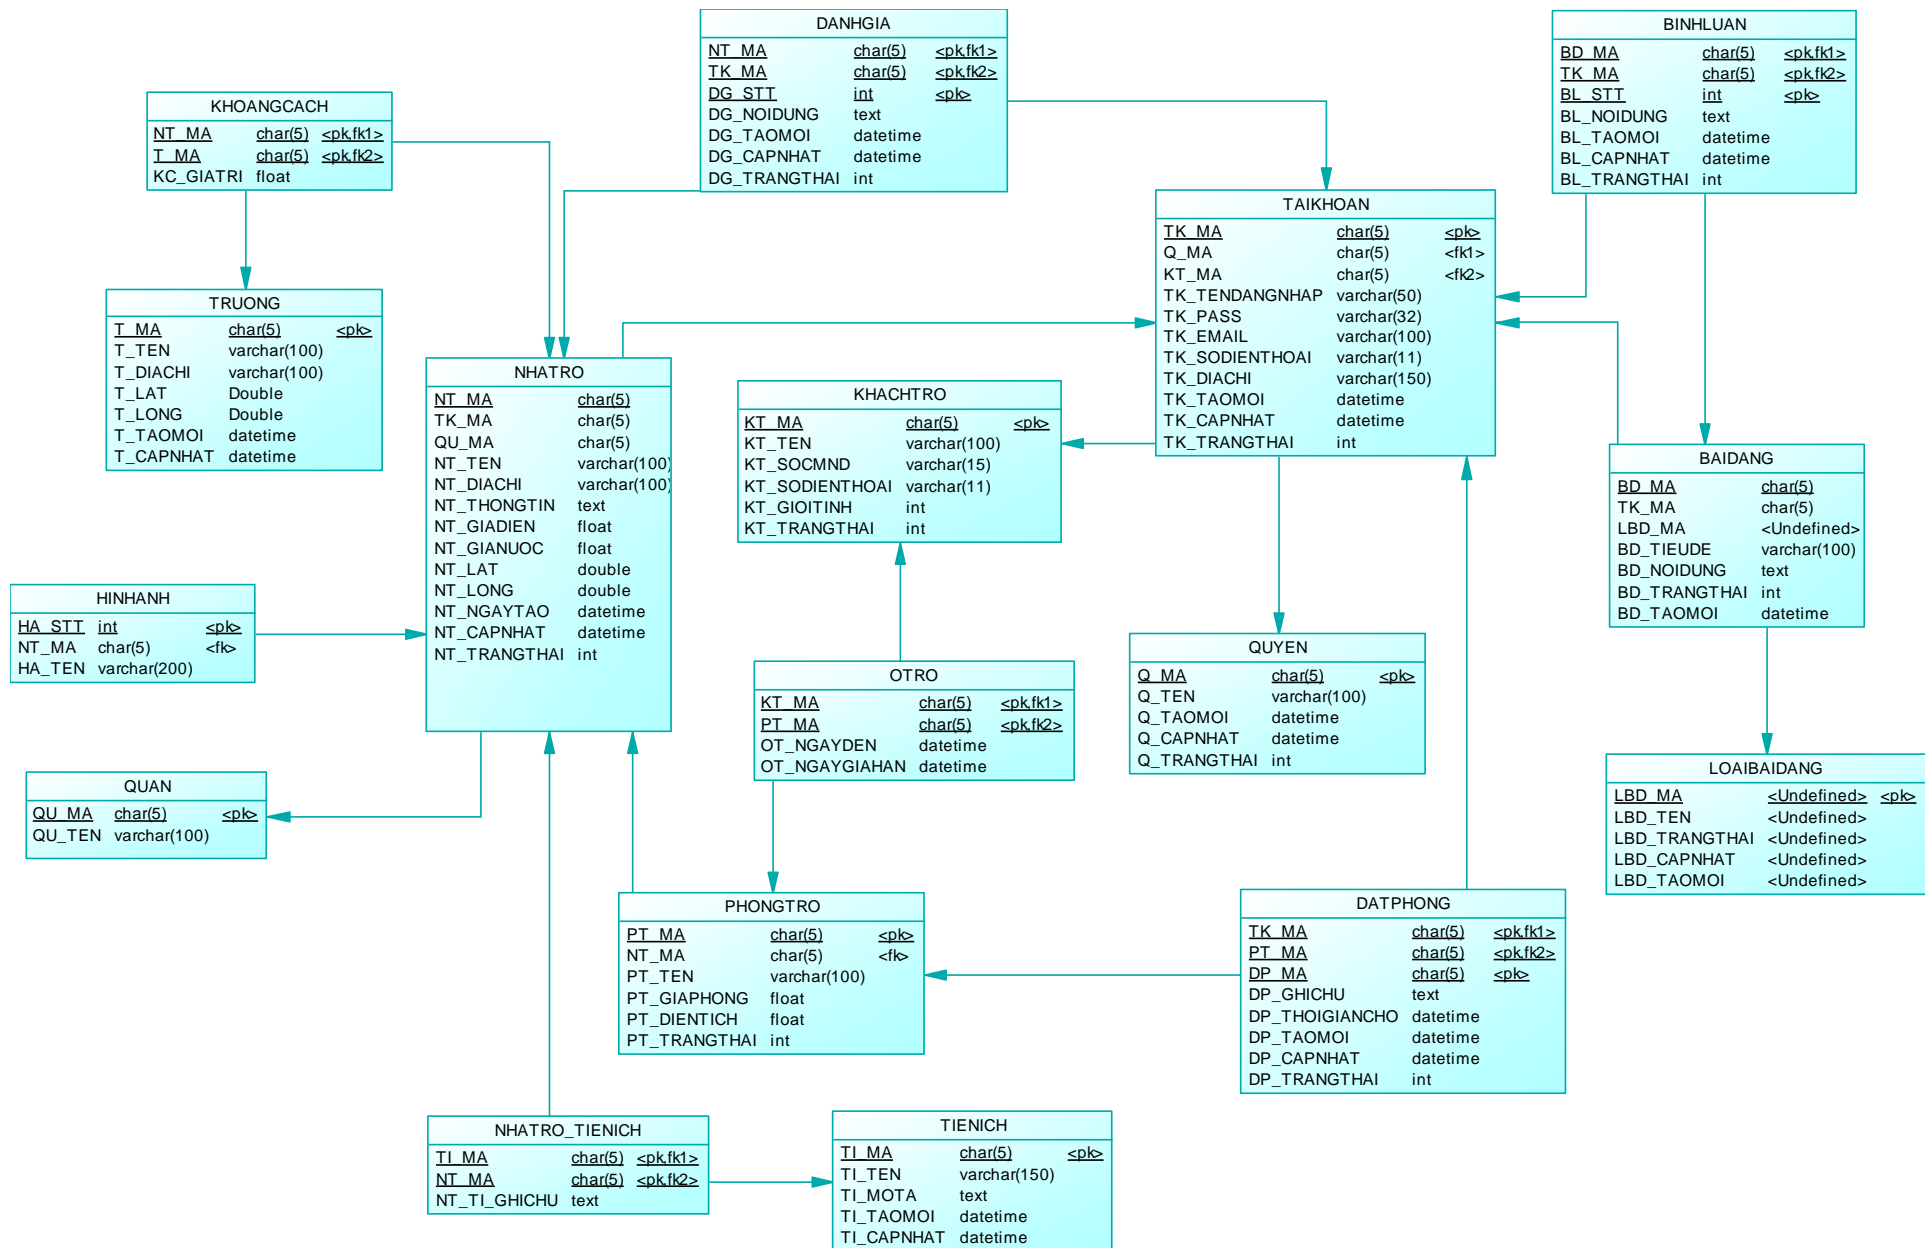 DANHGIA
NT_MA char(5) <pk,fk1>
TK_MA char(5) <pk,fk2>
DG_STT int <pk>
DG_NOIDUNG text
DG_TAOMOI datetime
DG_CAPNHAT datetime
DG_TRANGTHAI int
BINHLUAN
BD_MA char(5) <pk,fk1>
TK_MA char(5) <pk,fk2>
BL_STT int <pk>
BL_NOIDUNG text
BL_TAOMOI datetime
BL_CAPNHAT datetime
BL_TRANGTHAI int
KHOANGCACH
NT_MA char(5) <pk,fk1>
T_MA char(5) <pk,fk2>
KC_GIATRI float
TAIKHOAN
TK_MA char(5) <pk>
Q_MA char(5) <fk1>
KT_MA char(5) <fk2>
TK_TENDANGNHAP varchar(50)
TK_PASS varchar(32)
TK_EMAIL varchar(100)
TK_SODIENTHOAI varchar(11)
TK_DIACHI varchar(150)
TK_TAOMOI datetime
TK_CAPNHAT datetime
TK_TRANGTHAI int
TRUONG
T_MA char(5) <pk>
T_TEN varchar(100)
T_DIACHI varchar(100)
T_LAT Double
T_LONG Double
T_TAOMOI datetime
T_CAPNHAT datetime
NHATRO
NT_MA char(5)
TK_MA char(5)
QU_MA char(5)
NT_TEN varchar(100)
NT_DIACHI varchar(100)
NT_THONGTIN text
NT_GIADIEN float
NT_GIANUOC float
NT_LAT double
NT_LONG double
NT_NGAYTAO datetime
NT_CAPNHAT datetime
NT_TRANGTHAI int
KHACHTRO
KT_MA char(5) <pk>
KT_TEN varchar(100)
KT_SOCMND varchar(15)
KT_SODIENTHOAI varchar(11)
KT_GIOITINH int
KT_TRANGTHAI int
BAIDANG
BD_MA char(5)
TK_MA char(5)
LBD_MA <Undefined>
BD_TIEUDE varchar(100)
BD_NOIDUNG text
BD_TRANGTHAI int
BD_TAOMOI datetime
HINHANH
HA_STT int <pk>
NT_MA char(5) <fk>
HA_TEN varchar(200)
OTRO
KT_MA char(5) <pk,fk1>
PT_MA char(5) <pk,fk2>
OT_NGAYDEN datetime
OT_NGAYGIAHAN datetime
QUYEN
Q_MA char(5) <pk>
Q_TEN varchar(100)
Q_TAOMOI datetime
Q_CAPNHAT datetime
Q_TRANGTHAI int
QUAN
QU_MA char(5) <pk>
QU_TEN varchar(100)
LOAIBAIDANG
LBD_MA <Undefined> <pk>
LBD_TEN <Undefined>
LBD_TRANGTHAI <Undefined>
LBD_CAPNHAT <Undefined>
LBD_TAOMOI <Undefined>
PHONGTRO
PT_MA char(5) <pk>
NT_MA char(5) <fk>
PT_TEN varchar(100)
PT_GIAPHONG float
PT_DIENTICH float
PT_TRANGTHAI int
DATPHONG
TK_MA char(5) <pk,fk1>
PT_MA char(5) <pk,fk2>
DP_MA char(5) <pk>
DP_GHICHU text
DP_THOIGIANCHO datetime
DP_TAOMOI datetime
DP_CAPNHAT datetime
DP_TRANGTHAI int
NHATRO_TIENICH
TI_MA char(5) <pk,fk1>
NT_MA char(5) <pk,fk2>
NT_TI_GHICHU text
TIENICH
TI_MA char(5) <pk>
TI_TEN varchar(150)
TI_MOTA text
TI_TAOMOI datetime
TI_CAPNHAT datetime